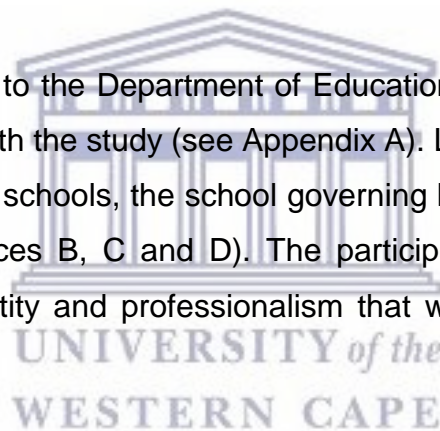 to the Department of Education
th the study (see Appendix A). L
schools, the school governing
ces B, C and D). The particip
tity and professionalism that w
UNIVERSITY of the
WESTERN CAPE